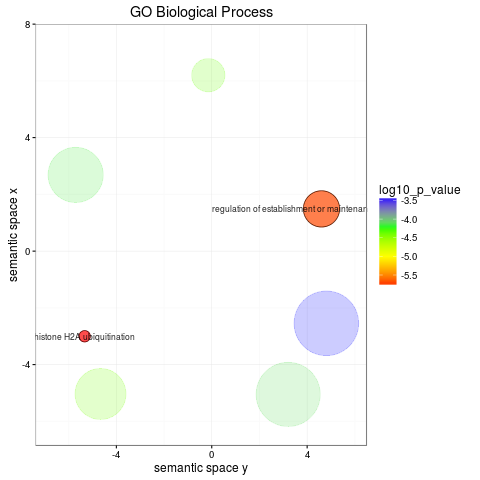 GO Biological Process
8
4
0
-4
semantic space x
regulation of establishment or maintenan
histone H2A ubiquitination
-4
0
4
semantic space y
log10_p_value
-3.5
-4.0
-4.5
-5.0
-5.5